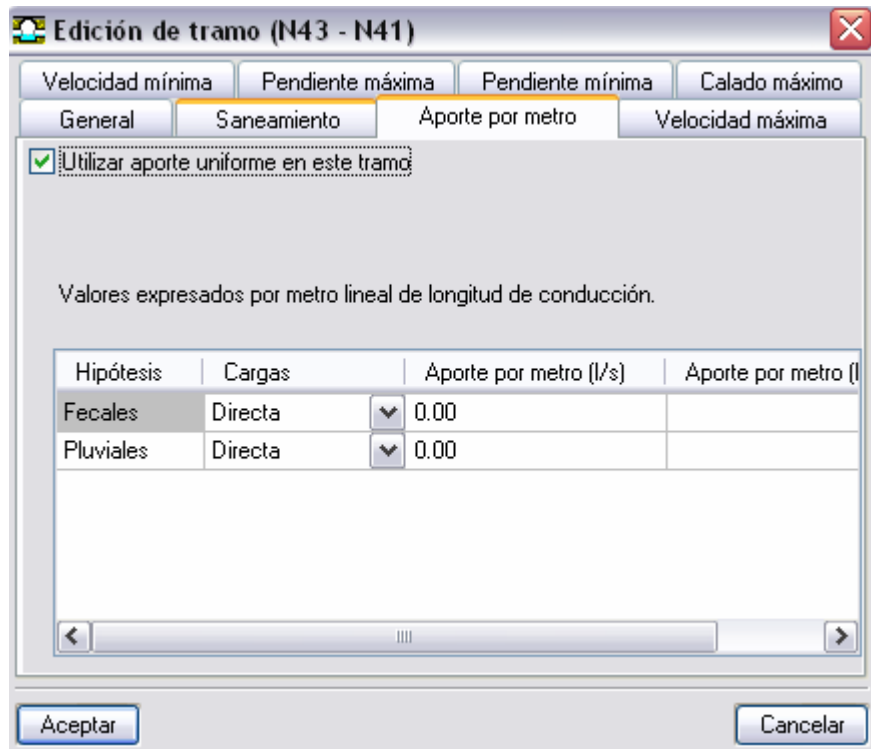 Edición de tramo (N43 - N41)
Velocidad mínima Pendiente máxima Pendiente mínima Calado máximo
General Saneamiento Aporte por metro Velocidad máxima
Utilizar aporte uniforme en este tramo
Valores expresados por metro lineal de longitud de conducción.
Hipótesis Cargas Aporte por metro (l/s) Aporte por metro (l
Fecales Directa 0.00
Pluviales Directa 0.00
Aceptar Cancelar